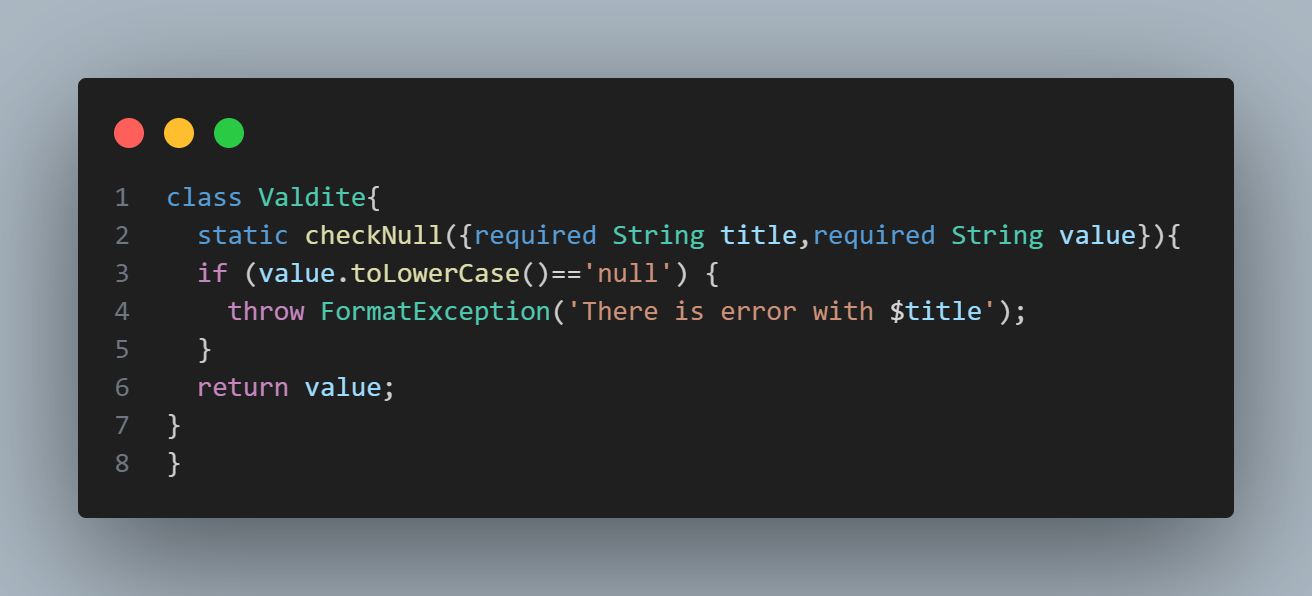 1 class Valdite{
2 static checkNull({required String title,required String value}){
3 if (value.toLowerCase()=='null') {
4 throw FormatException('There is error with $title');
5 }
6 return value;
7 }
8 }